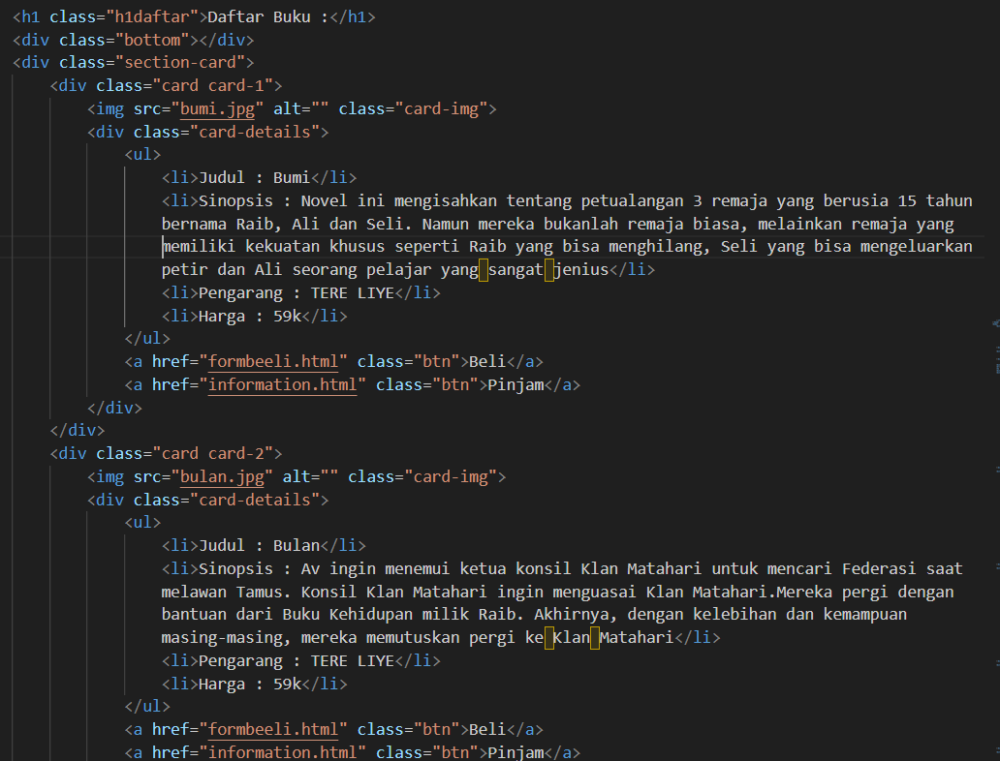 <h1 class="h1daftar">Daftar Buku :</h1>
<div class="bottom"></div>
<div class="section-card">
<div class="card card-1">
<img src="bumi.jpg" alt="" class="card-img">
<div class="card-details">
<ul>
<li>Judul : Bumi</li>
<li>Sinopsis : Novel ini mengisahkan tentang petualangan 3 remaja yang berusia 15 tahun
bernama Raib, Ali dan Seli. Namun mereka bukanlah remaja biasa, melainkan remaja yang
memiliki kekuatan khusus seperti Raib yang bisa menghilang, Seli yang bisa mengeluarkan
petir dan Ali seorang pelajar yang sangat jenius</li>
<li>Pengarang : TERE LIYE</li>
<li>Harga : 59k</li>
</ul>
<a href="formbeeli.html" class="btn">Beli</a>
<a href="information.html" class="btn">Pinjam</a>
</div>
</div>
<div class="card card-2">
<img src="bulan.jpg" alt="" class="card-img">
<div class="card-details">
<ul>
<li>Judul : Bulan</li>
<li>Sinopsis : Av ingin menemui ketua konsil Klan Matahari untuk mencari Federasi saat
melawan Tamus. Konsil Klan Matahari ingin menguasai Klan Matahari.Mereka pergi dengan
bantuan dari Buku Kehidupan milik Raib. Akhirnya, dengan kelebihan dan kemampuan
masing-masing, mereka memutuskan pergi ke Klan Matahari</li>
<li>Pengarang : TERE LIYE</li>
<li>Harga : 59k</li>
</ul>
<a href="formbeeli.html" class="btn">Beli</a>
<a href="information.html" class="btn">Pinjam</a>